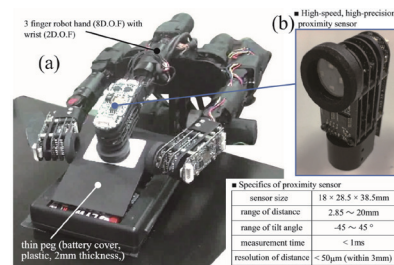 3 finger robot hand (8D.O.F) with
wrist (2D.O.F)
(a)
(b)
■ High-speed, high-precision
proximity sensor
thin peg (battery cover,
plastic, 2mm thickness,)
■ Specifics of proximity sensor
sensor size 18 × 28.5 × 38.5mm
range of distance 2.85 ～ 20mm
range of tilt angle -45 ～ 45 °
measurement time < 1ms
resolution of distance < 50μm (within 3mm)